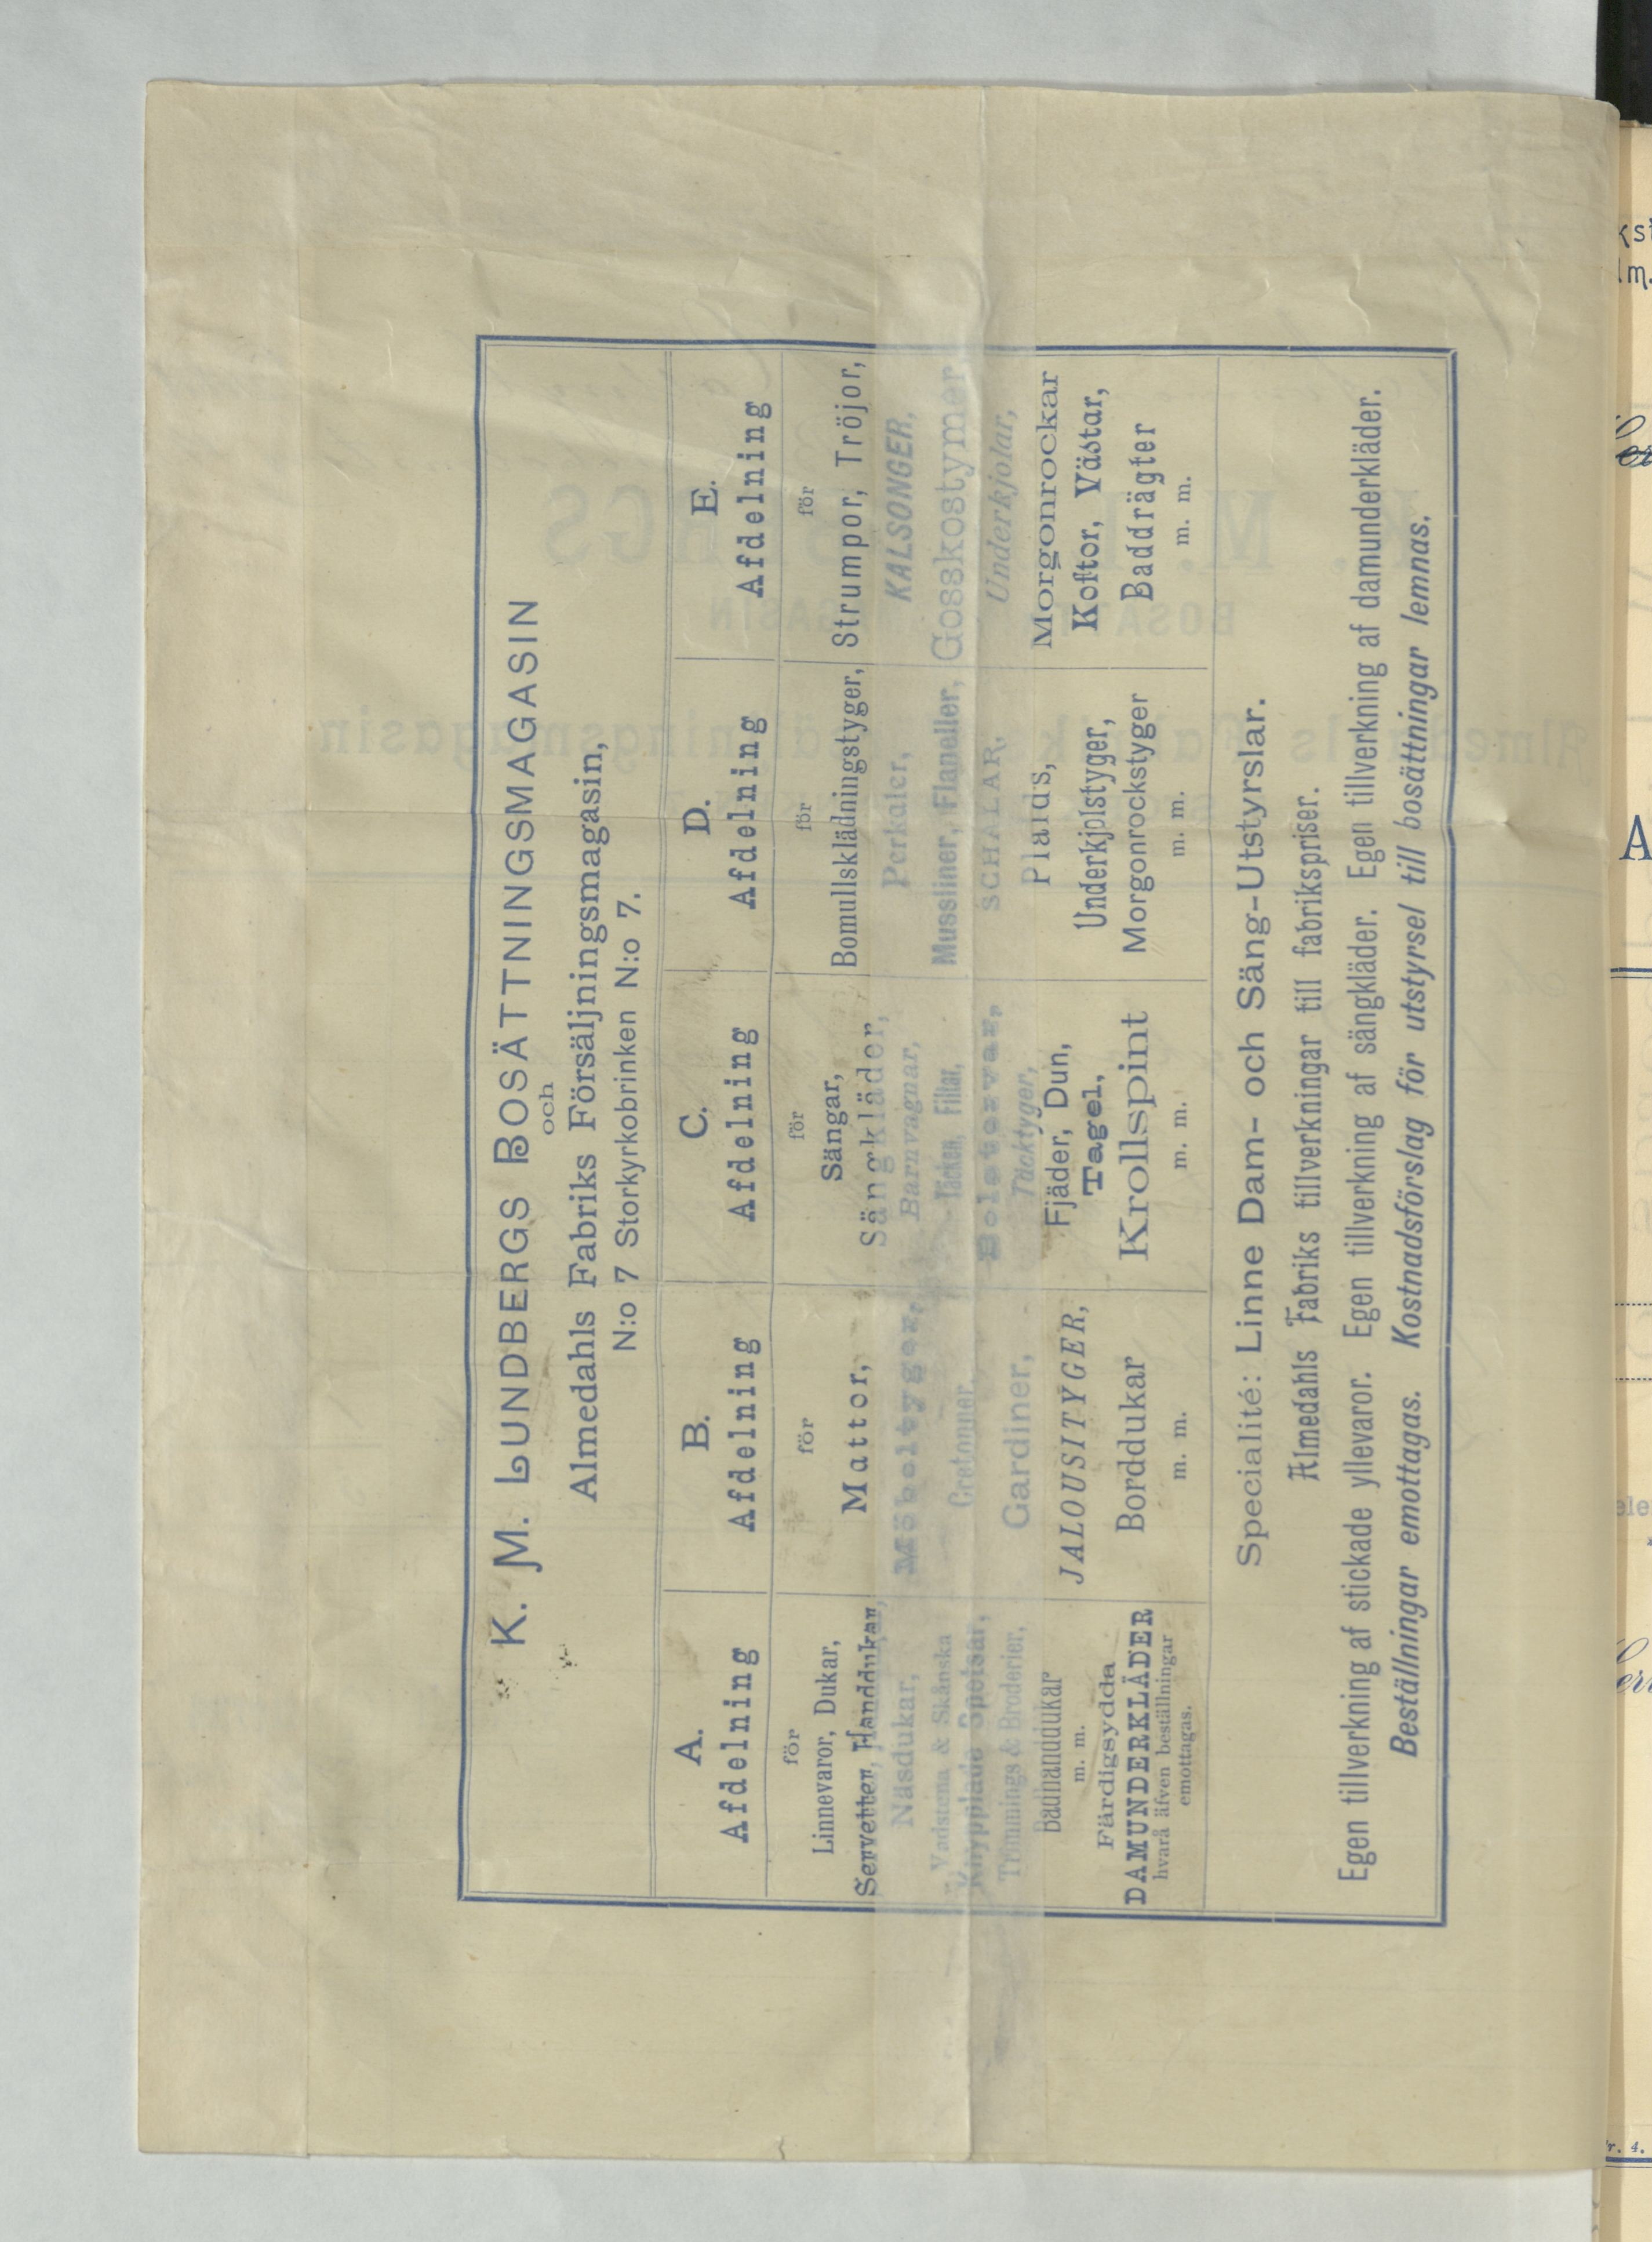 K. M. LUNDBERGS BOSÄTTNINGSMAGASIN
och
Almedahls Fabriks Försäljningsmagasin,
N:o 7 Storkyrkobrinken N:o 7.
A.
Afdelning
för
Linnevaror, Dukar,
Servetter, Handdukar,
Näsdukar,
Vadstena & Skånska
Knypplade Spetsar,
Trimmings & Broderier,
Badhanddukar
m. m.
Färdigsydda
DAMUNDERKLÄDER
hvarå äfven beställningar
emottagas.
B.
Afdelning
för
Mattor,
Möbeltyger,
Cretonner,
Gardiner,
JALOUSITYGER,
Borddukar
m. m.
C.
Afdelning
för
Sängar,
Sängkläder,
Barnvagnar,
Täcken, Filtar,
Bolstervar,
Täcktyger,
Fjäder, Dun,
Tagel,
Krollspint
m. m.
D.
Afdelning
för
Bomullsklädningstyger,
Perkaler,
Mussliner, Flaneller,
SCHALAR,
Plaids,
Underkjolstyger,
Morgonrockstyger
m. m.
E.
Afdelning
för
Strumpor, Tröjor,
KALSONGER,
Gosskostymer
Underkjolar,
Morgonrockar
Koftor, Västar,
Baddrägter
m. m.
Specialité: Linne Dam- och Säng-Utstyrslar.
Almedahls Fabriks tillverkningar till fabrikspriser.
Egen tillverkning af stickade yllevaror. Egen tillverkning af sängkläder. Egen tillverkning af damunderkläder.
Beställningar emottagas. Kostnadsförslag för utstyrsel till bosättningar lemnas.